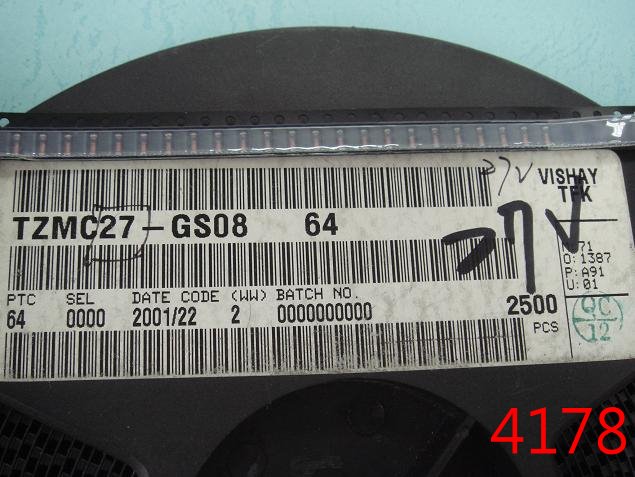 27V
VISHAY
TFK
TZMC27-GS08 64
27V
:71
O:1387
P:A91
U:01
PTC SEL DATE CODE (WW) BATCH NO.
64 0000 2001/22 2 0000000000
2500
PCS
QC
12
4178